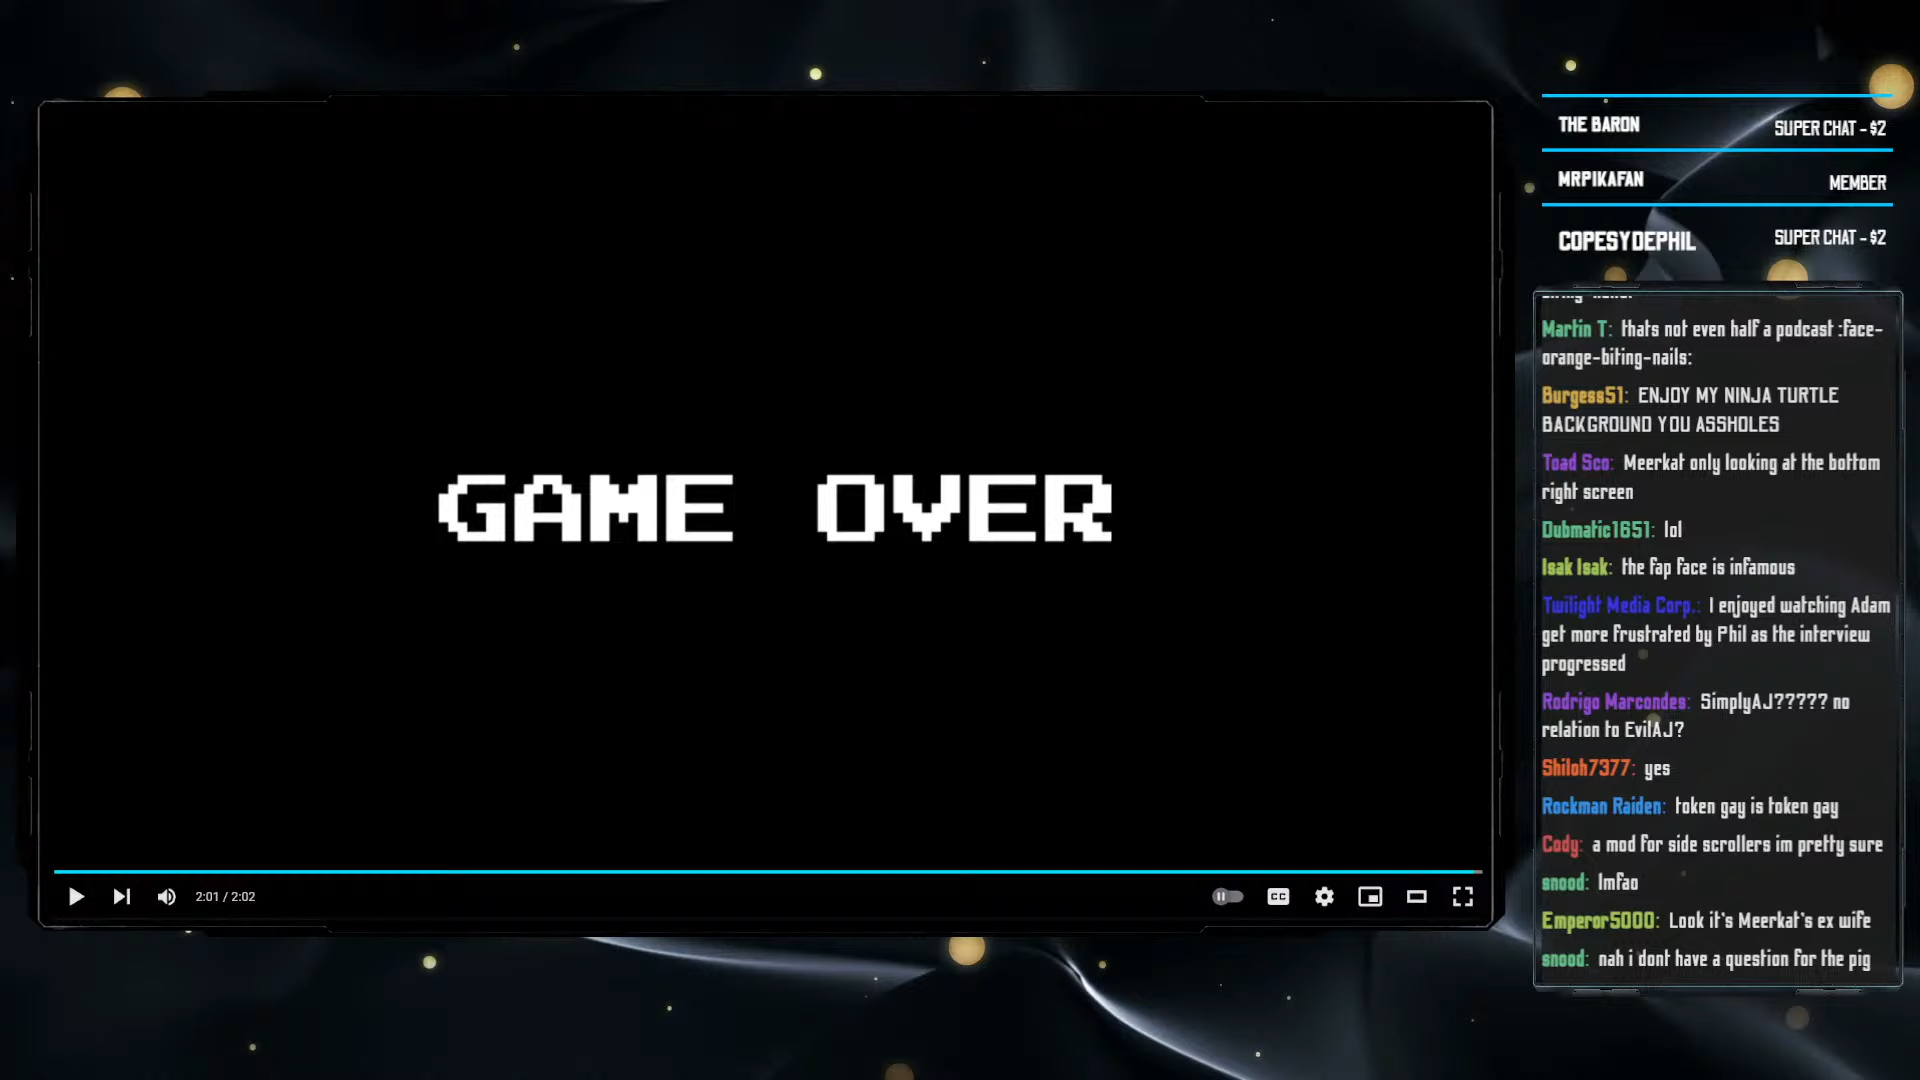 THE BARON SUPER CHAT - $2
MRPIKAFAN MEMBER
COPESYDEPHIL SUPER CHAT - $2
GAME OVER
Martin T: thats not even half a podcast :face-
orange-biting-nails:
Burgess51: ENJOY MY NINJA TURTLE
BACKGROUND YOU ASSHOLES
Toad Sco: Meerkat only looking at the bottom
right screen
Dubmatic1651: lol
Isak Isak: the fap face is infamous
Twilight Media Corp.: I enjoyed watching Adam
get more frustrated by Phil as the interview
progressed
Rodrigo Marcondes: SimplyAJ????? no
relation to EvilAJ?
Shiloh7377: yes
Rockman Raiden: token gay is token gay
Cody: a mod for side scrollers im pretty sure
snood: lmfao
Emperor5000: Look it's Meerkat's ex wife
snood: nah i dont have a question for the pig
2:01 / 2:02
CC